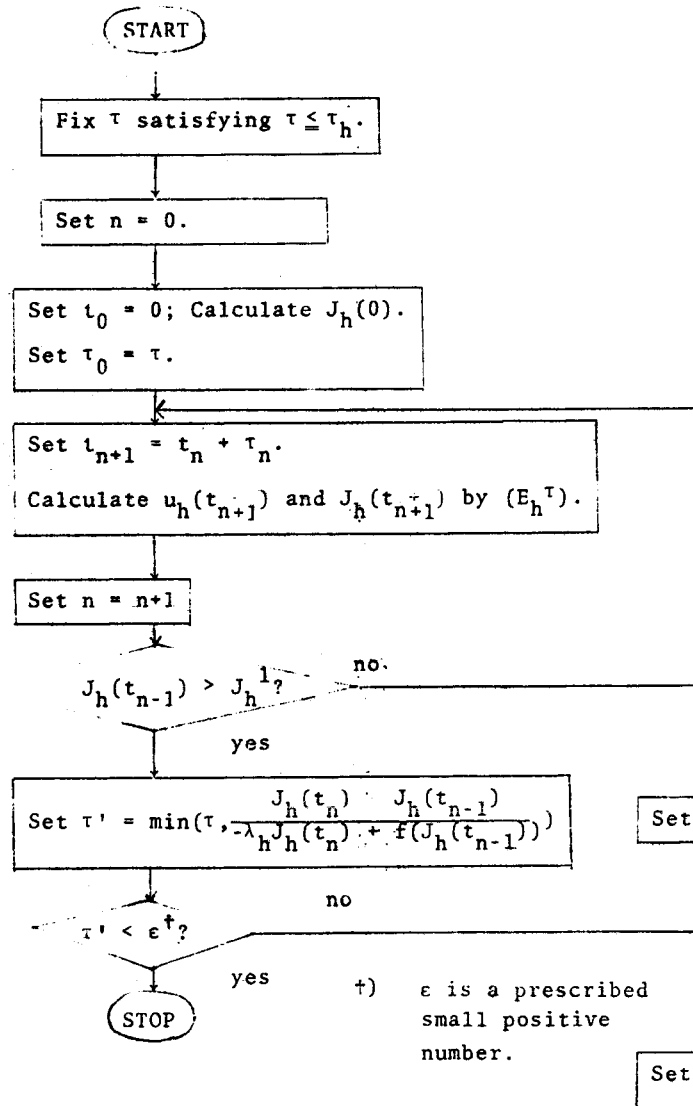 START
Fix τ satisfying τ ≤ τ_h.
Set n = 0.
Set t_0 = 0; Calculate J_h(0).
Set τ_0 = τ.
Set t_{n+1} = t_n + τ_n.
Calculate u_h(t_{n+1}) and J_h(t_{n+1}) by (E_h^τ).
Set n = n+1
no.
J_h(t_{n-1}) > J_h^1?
yes
J_h(t_n) J_h(t_{n-1})
Set τ' = min(τ, )
-λ_h J_h(t_n) + f(J_h(t_{n-1}))
Set
no
τ' < ε^†?
yes
†) ε is a prescribed
small positive
number.
STOP
Set